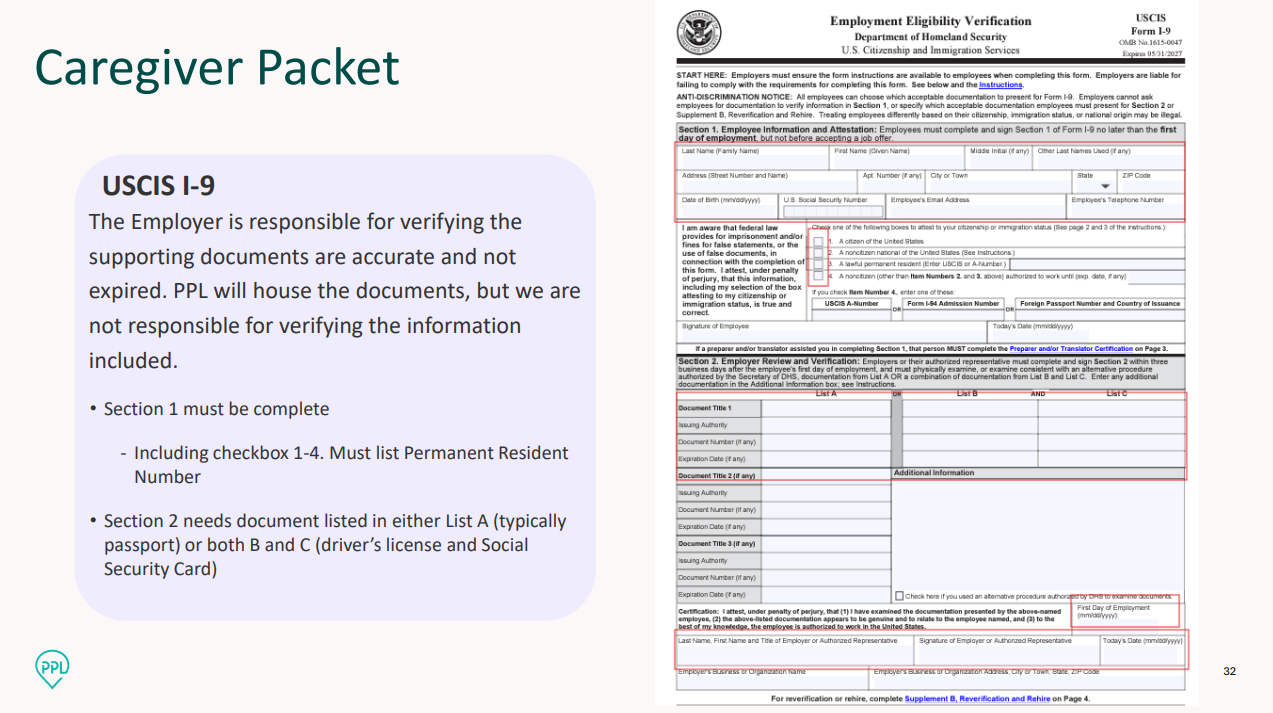 Caregiver Packet
USCIS I-9
The Employer is responsible for verifying the
supporting documents are accurate and not
expired. PPL will house the documents, but we are
not responsible for verifying the information
included.
• Section 1 must be complete
- Including checkbox 1-4. Must list Permanent Resident
Number
• Section 2 needs document listed in either List A (typically
passport) or both B and C (driver’s license and Social
Security Card)
PPL
Employment Eligibility Verification
Department of Homeland Security
U.S. Citizenship and Immigration Services
USCIS
Form I-9
OMB No.1615-0047
Expires 05/31/2027
START HERE: Employers must ensure the form instructions are available to employees when completing this form. Employers are liable for
failing to comply with the requirements for completing this form. See below and the Instructions.
ANTI-DISCRIMINATION NOTICE: All employees can choose which acceptable documentation to present for Form I-9. Employers cannot ask
employees for documentation to verify information in Section 1, or specify which acceptable documentation employees must present for Section 2 or
Supplement B, Reverification and Rehire. Treating employees differently based on their citizenship, immigration status, or national origin may be illegal.
Section 1. Employee Information and Attestation: Employees must complete and sign Section 1 of Form I-9 no later than the first
day of employment, but not before accepting a job offer.
Last Name (Family Name) First Name (Given Name) Middle Initial (if any) Other Last Names Used (if any)
Address (Street Number and Name) Apt. Number (if any) City or Town State ZIP Code
Date of Birth (mm/dd/yyyy) U.S. Social Security Number Employee's Email Address Employee's Telephone Number
I am aware that federal law
provides for imprisonment and/or
fines for false statements, or the
use of false documents, in
connection with the completion of
this form. I attest, under penalty
of perjury, that this information,
including my selection of the box
attesting to my citizenship or
immigration status, is true and
correct.
Check one of the following boxes to attest to your citizenship or immigration status (See page 2 and 3 of the instructions.):
1. A citizen of the United States
2. A noncitizen national of the United States (See Instructions.)
3. A lawful permanent resident (Enter USCIS or A-Number.)
4. A noncitizen (other than Item Numbers 2. and 3. above) authorized to work until (exp. date, if any)
If you check Item Number 4., enter one of these:
USCIS A-Number OR Form I-94 Admission Number OR Foreign Passport Number and Country of Issuance
Signature of Employee Today's Date (mm/dd/yyyy)
If a preparer and/or translator assisted you in completing Section 1, that person MUST complete the Preparer and/or Translator Certification on Page 3.
Section 2. Employer Review and Verification: Employers or their authorized representative must complete and sign Section 2 within three
business days after the employee's first day of employment, and must physically examine, or examine consistent with an alternative procedure
authorized by the Secretary of DHS, documentation from List A OR a combination of documentation from List B and List C. Enter any additional
documentation in the Additional Information box; see Instructions.
List A OR List B AND List C
Document Title 1
Issuing Authority
Document Number (if any)
Expiration Date (if any)
Document Title 2 (if any) Additional Information
Issuing Authority
Document Number (if any)
Expiration Date (if any)
Document Title 3 (if any)
Issuing Authority
Document Number (if any)
Expiration Date (if any) Check here if you used an alternative procedure authorized by DHS to examine documents.
Certification: I attest, under penalty of perjury, that (1) I have examined the documentation presented by the above-named
employee, (2) the above-listed documentation appears to be genuine and to relate to the employee named, and (3) to the
best of my knowledge, the employee is authorized to work in the United States.
First Day of Employment
(mm/dd/yyyy):
Last Name, First Name and Title of Employer or Authorized Representative Signature of Employer or Authorized Representative Today's Date (mm/dd/yyyy)
Employer's Business or Organization Name Employer's Business or Organization Address, City or Town, State, ZIP Code
For reverification or rehire, complete Supplement B, Reverification and Rehire on Page 4.
32